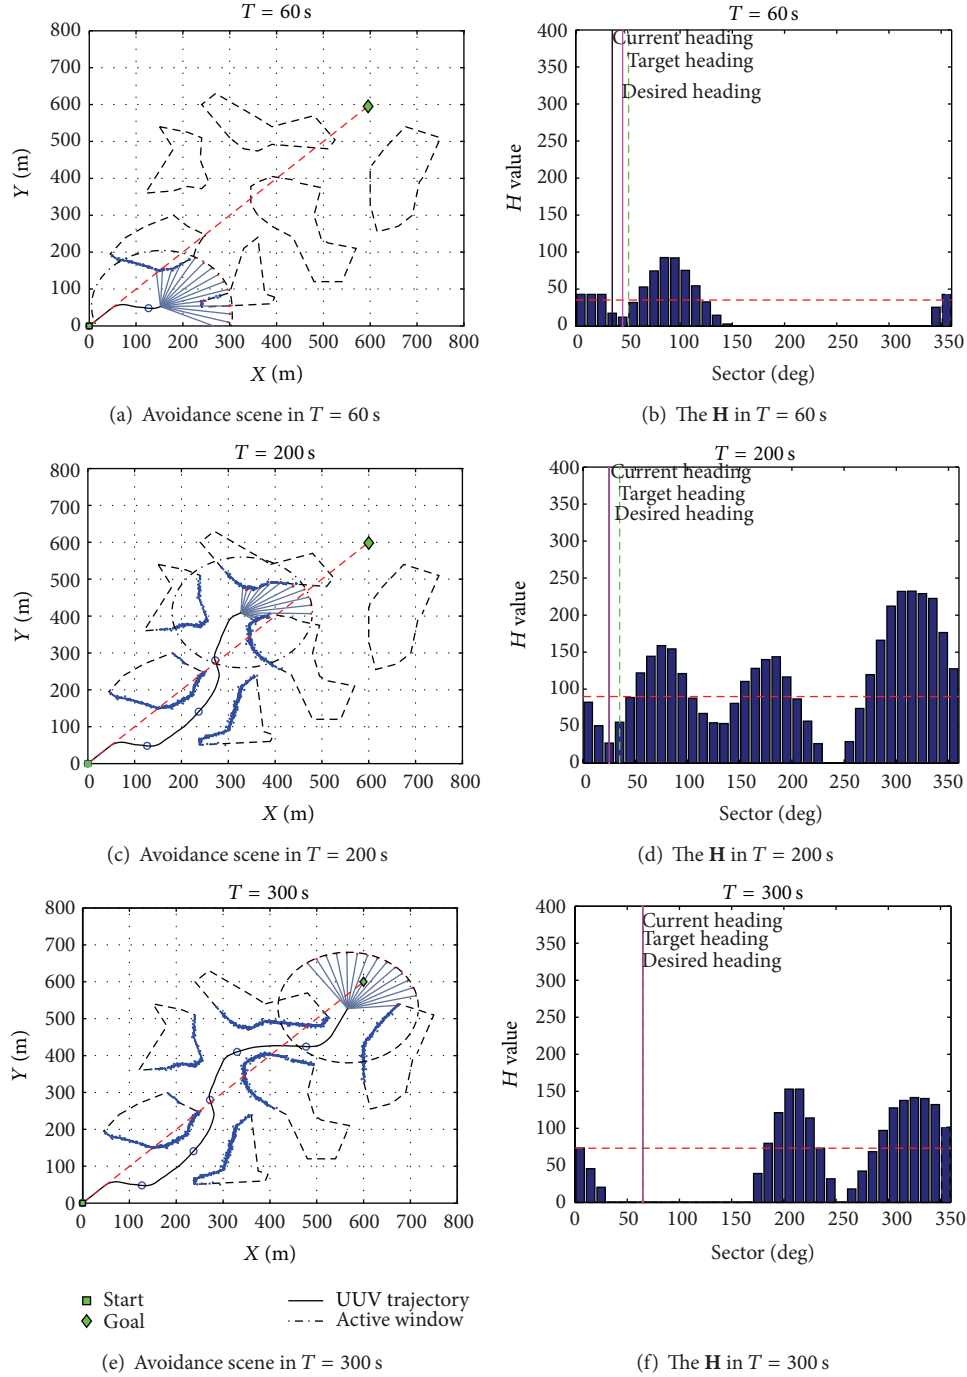 T = 60 s
800
700
600
500
400
300
200
100
0
Y (m)
0 100 200 300 400 500 600 700 800
X (m)
(a) Avoidance scene in T = 60 s
T = 60 s
400
350
300
250
200
150
100
50
0
H value
Current heading
Target heading
Desired heading
0 50 100 150 200 250 300 350
Sector (deg)
(b) The H in T = 60 s
T = 200 s
800
700
600
500
400
300
200
100
0
Y (m)
0 100 200 300 400 500 600 700 800
X (m)
(c) Avoidance scene in T = 200 s
T = 200 s
400
350
300
250
200
150
100
50
0
H value
Current heading
Target heading
Desired heading
0 50 100 150 200 250 300 350
Sector (deg)
(d) The H in T = 200 s
T = 300 s
800
700
600
500
400
300
200
100
0
Y (m)
0 100 200 300 400 500 600 700 800
X (m)
Start
Goal
UUV trajectory
Active window
(e) Avoidance scene in T = 300 s
T = 300 s
400
350
300
250
200
150
100
50
0
H value
Current heading
Target heading
Desired heading
0 50 100 150 200 250 300 350
Sector (deg)
(f) The H in T = 300 s